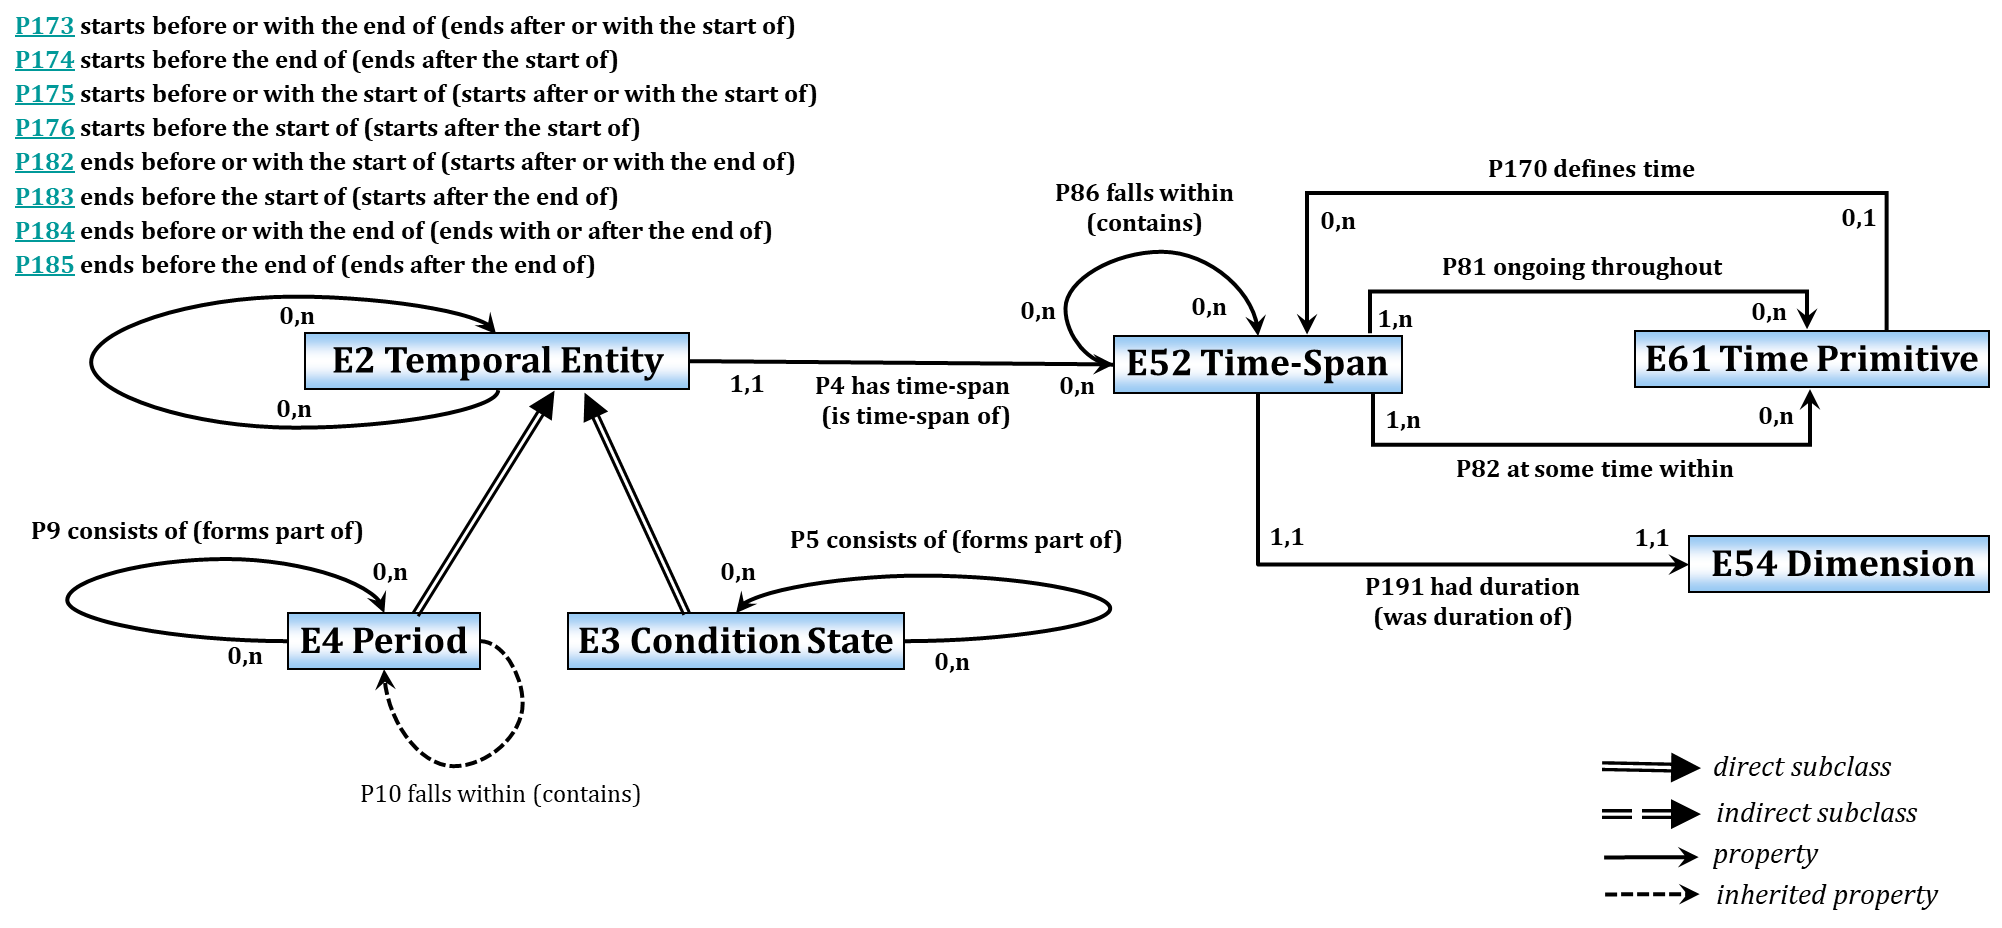 P173 starts before or with the end of (ends after or with the start of)
P174 starts before the end of (ends after the start of)
P175 starts before or with the start of (starts after or with the start of)
P176 starts before the start of (starts after the start of)
P182 ends before or with the start of (starts after or with the end of)
P183 ends before the start of (starts after the end of)
P184 ends before or with the end of (ends with or after the end of)
P185 ends before the end of (ends after the end of)
0,n
E2 Temporal Entity
0,n
1,1
P4 has time-span
(is time-span of)
0,n
P86 falls within
(contains)
0,n
0,n
E52 Time-Span
P170 defines time
0,n
0,1
P81 ongoing throughout
1,n
0,n
E61 Time Primitive
1,n
0,n
P82 at some time within
1,1
1,1
P191 had duration
(was duration of)
E54 Dimension
P9 consists of (forms part of)
0,n
0,n
E4 Period
P10 falls within (contains)
P5 consists of (forms part of)
0,n
E3 Condition State
0,n
direct subclass
indirect subclass
property
inherited property